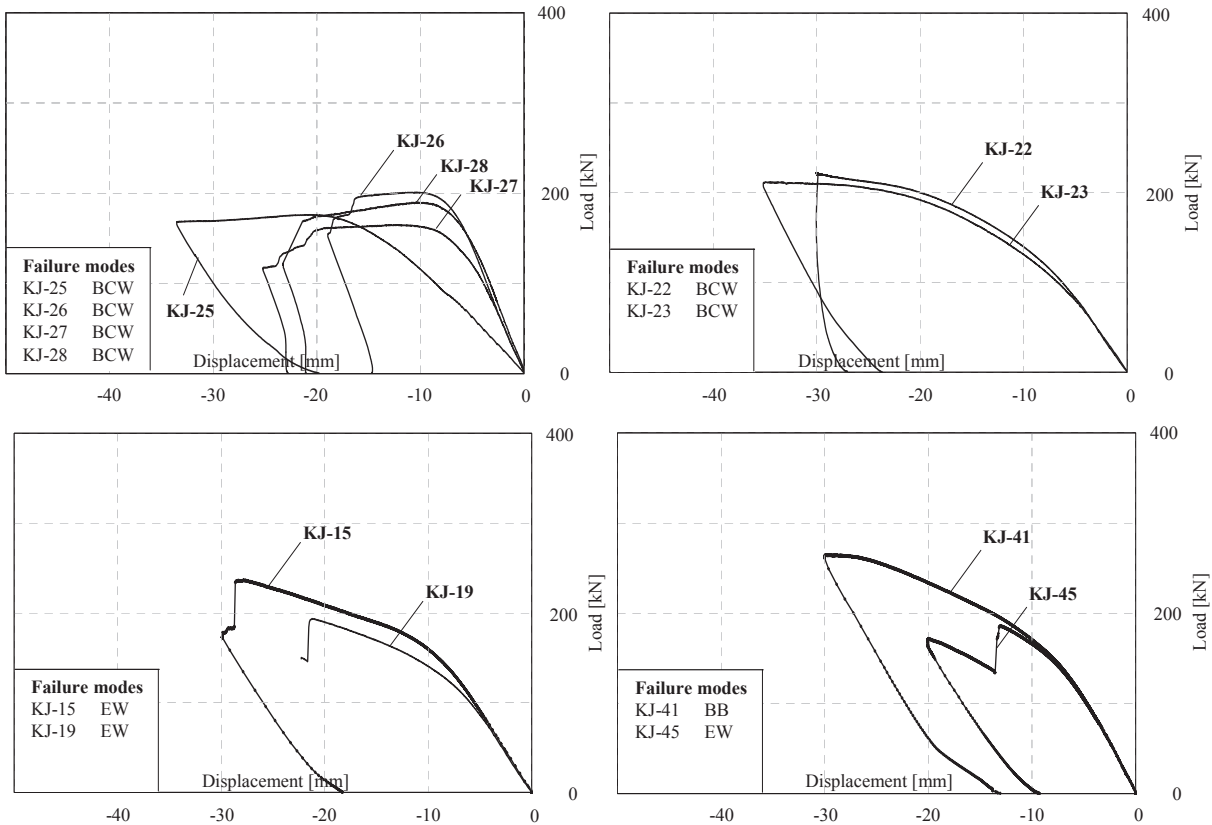 400
200
0
Load [kN]
KJ-26
KJ-28
KJ-27
KJ-25
Failure modes
KJ-25 BCW
KJ-26 BCW
KJ-27 BCW
KJ-28 BCW
Displacement [mm]
-40 -30 -20 -10 0
400
200
0
Load [kN]
KJ-22
KJ-23
Failure modes
KJ-22 BCW
KJ-23 BCW
Displacement [mm]
-40 -30 -20 -10 0
400
200
0
Load [kN]
KJ-15
KJ-19
Failure modes
KJ-15 EW
KJ-19 EW
Displacement [mm]
-40 -30 -20 -10 0
400
200
0
Load [kN]
KJ-41
KJ-45
Failure modes
KJ-41 BB
KJ-45 EW
Displacement [mm]
-40 -30 -20 -10 0